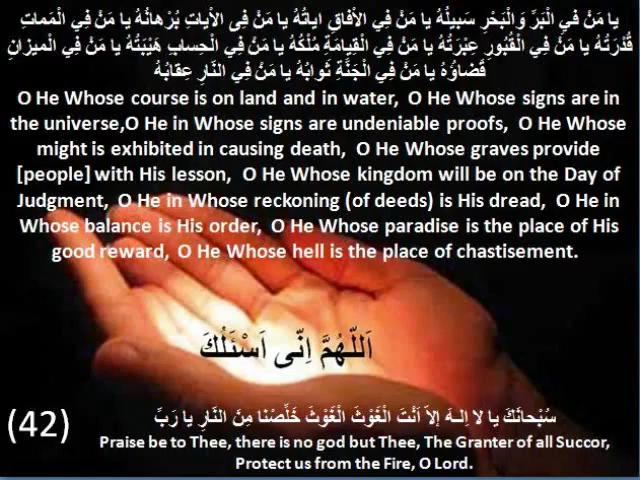 يا مَنْ فيِ الْبَرِّ وَالْبَحْرِ سَبيلُهُ يا مَنْ فِي الْآفاقِ اياتُهُ يا مَنْ فِى الْآياتِ بُرْهانُهُ يا مَنْ فِي الْمَماتِ
قُدْرَتُهُ يا مَنْ فِي الْقُبُورِ عِبْرَتُهُ يا مَنْ فِي الْقِيامَةِ مُلْكُهُ يا مَنْ فِي الْحِسابِ هَيْبَتُهُ يا مَنْ فِي الْميزانِ
قَضاؤُهُ يا مَنْ فِي الْجَنَّةِ ثَوابُهُ يا مَنْ فِي النَّارِ عِقابُهُ
O He Whose course is on land and in water, O He Whose signs are in
the universe,O He in Whose signs are undeniable proofs, O He Whose
might is exhibited in causing death, O He Whose graves provide
[people] with His lesson, O He Whose kingdom will be on the Day of
Judgment, O He in Whose reckoning (of deeds) is His dread, O He in
Whose balance is His order, O He Whose paradise is the place of His
good reward, O He Whose hell is the place of chastisement.
اَللّهُمَّ اِنّى اَسْئَلُكَ
سُبْحانَكَ يا لا اِلهَ اِلاّ اَنْتَ الْغَوْثَ الْغَوْثَ خَلِّصْنا مِنَ النَّارِ يا رَبِّ
(42)
Praise be to Thee, there is no god but Thee, The Granter of all Succor,
Protect us from the Fire, O Lord.